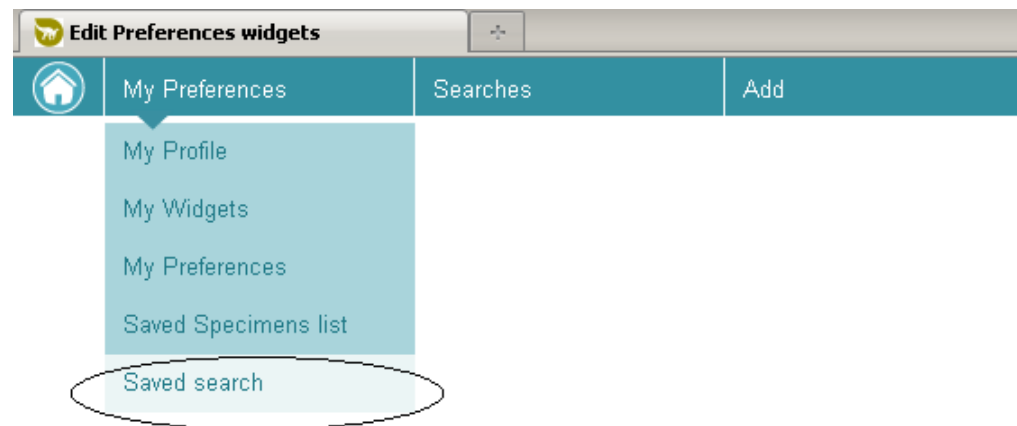 Edit Preferences widgets
My Preferences Searches Add
My Profile
My Widgets
My Preferences
Saved Specimens list
Saved search